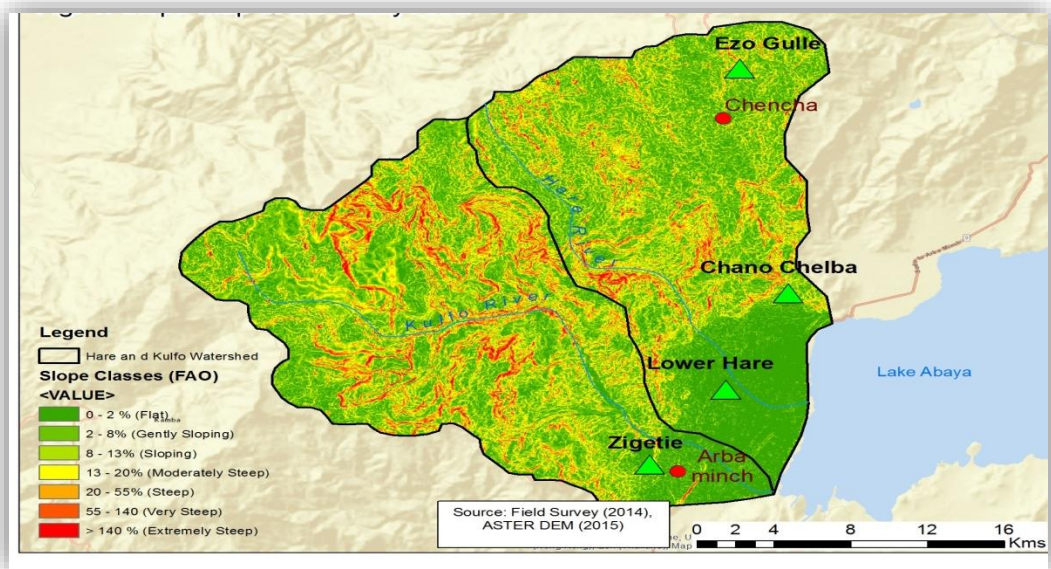 Ezo Gulle
Chencha
Hare River
Chano Chelba
Kulfo River
Lower Hare
Lake Abaya
Zigetie
Arba
minch
Legend
Hare an d Kulfo Watershed
Slope Classes (FAO)
<VALUE>
0 - 2 % (Flat)
2 - 8% (Gently Sloping)
8 - 13% (Sloping)
13 - 20% (Moderately Steep)
20 - 55% (Steep)
55 - 140 (Very Steep)
> 140 % (Extremely Steep)
Source: Field Survey (2014),
ASTER DEM (2015)
0 2 4 8 12 16
Kms